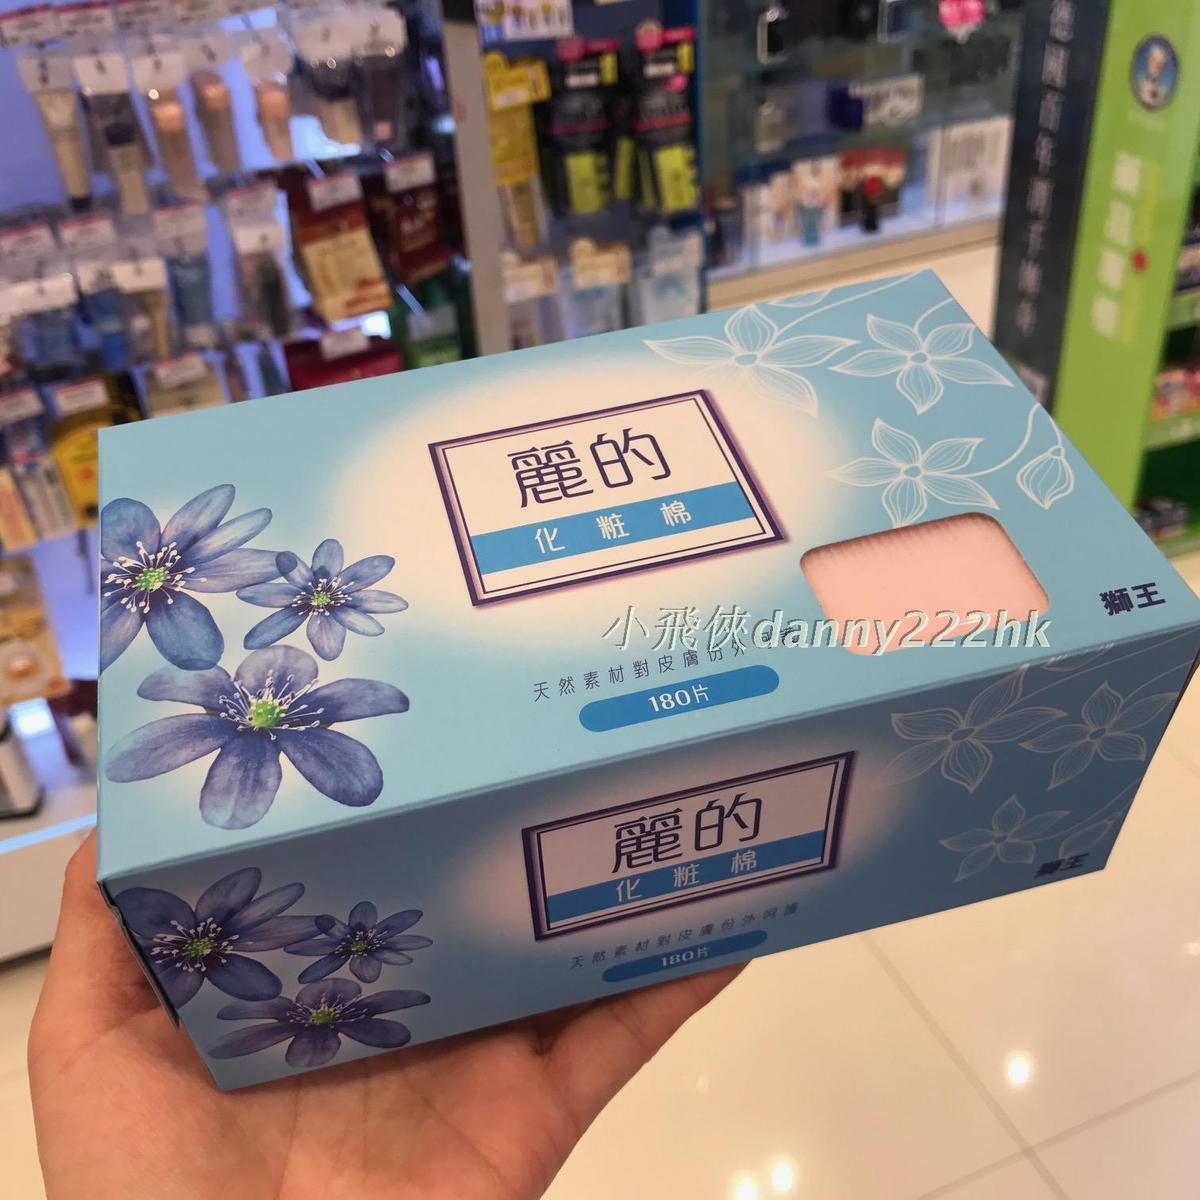 麗的
化粧棉
獅王
小飛俠danny222hk
天然素材對皮膚份外呵護
180片
麗的
化粧棉
獅王
天然素材對皮膚份外呵護
180片